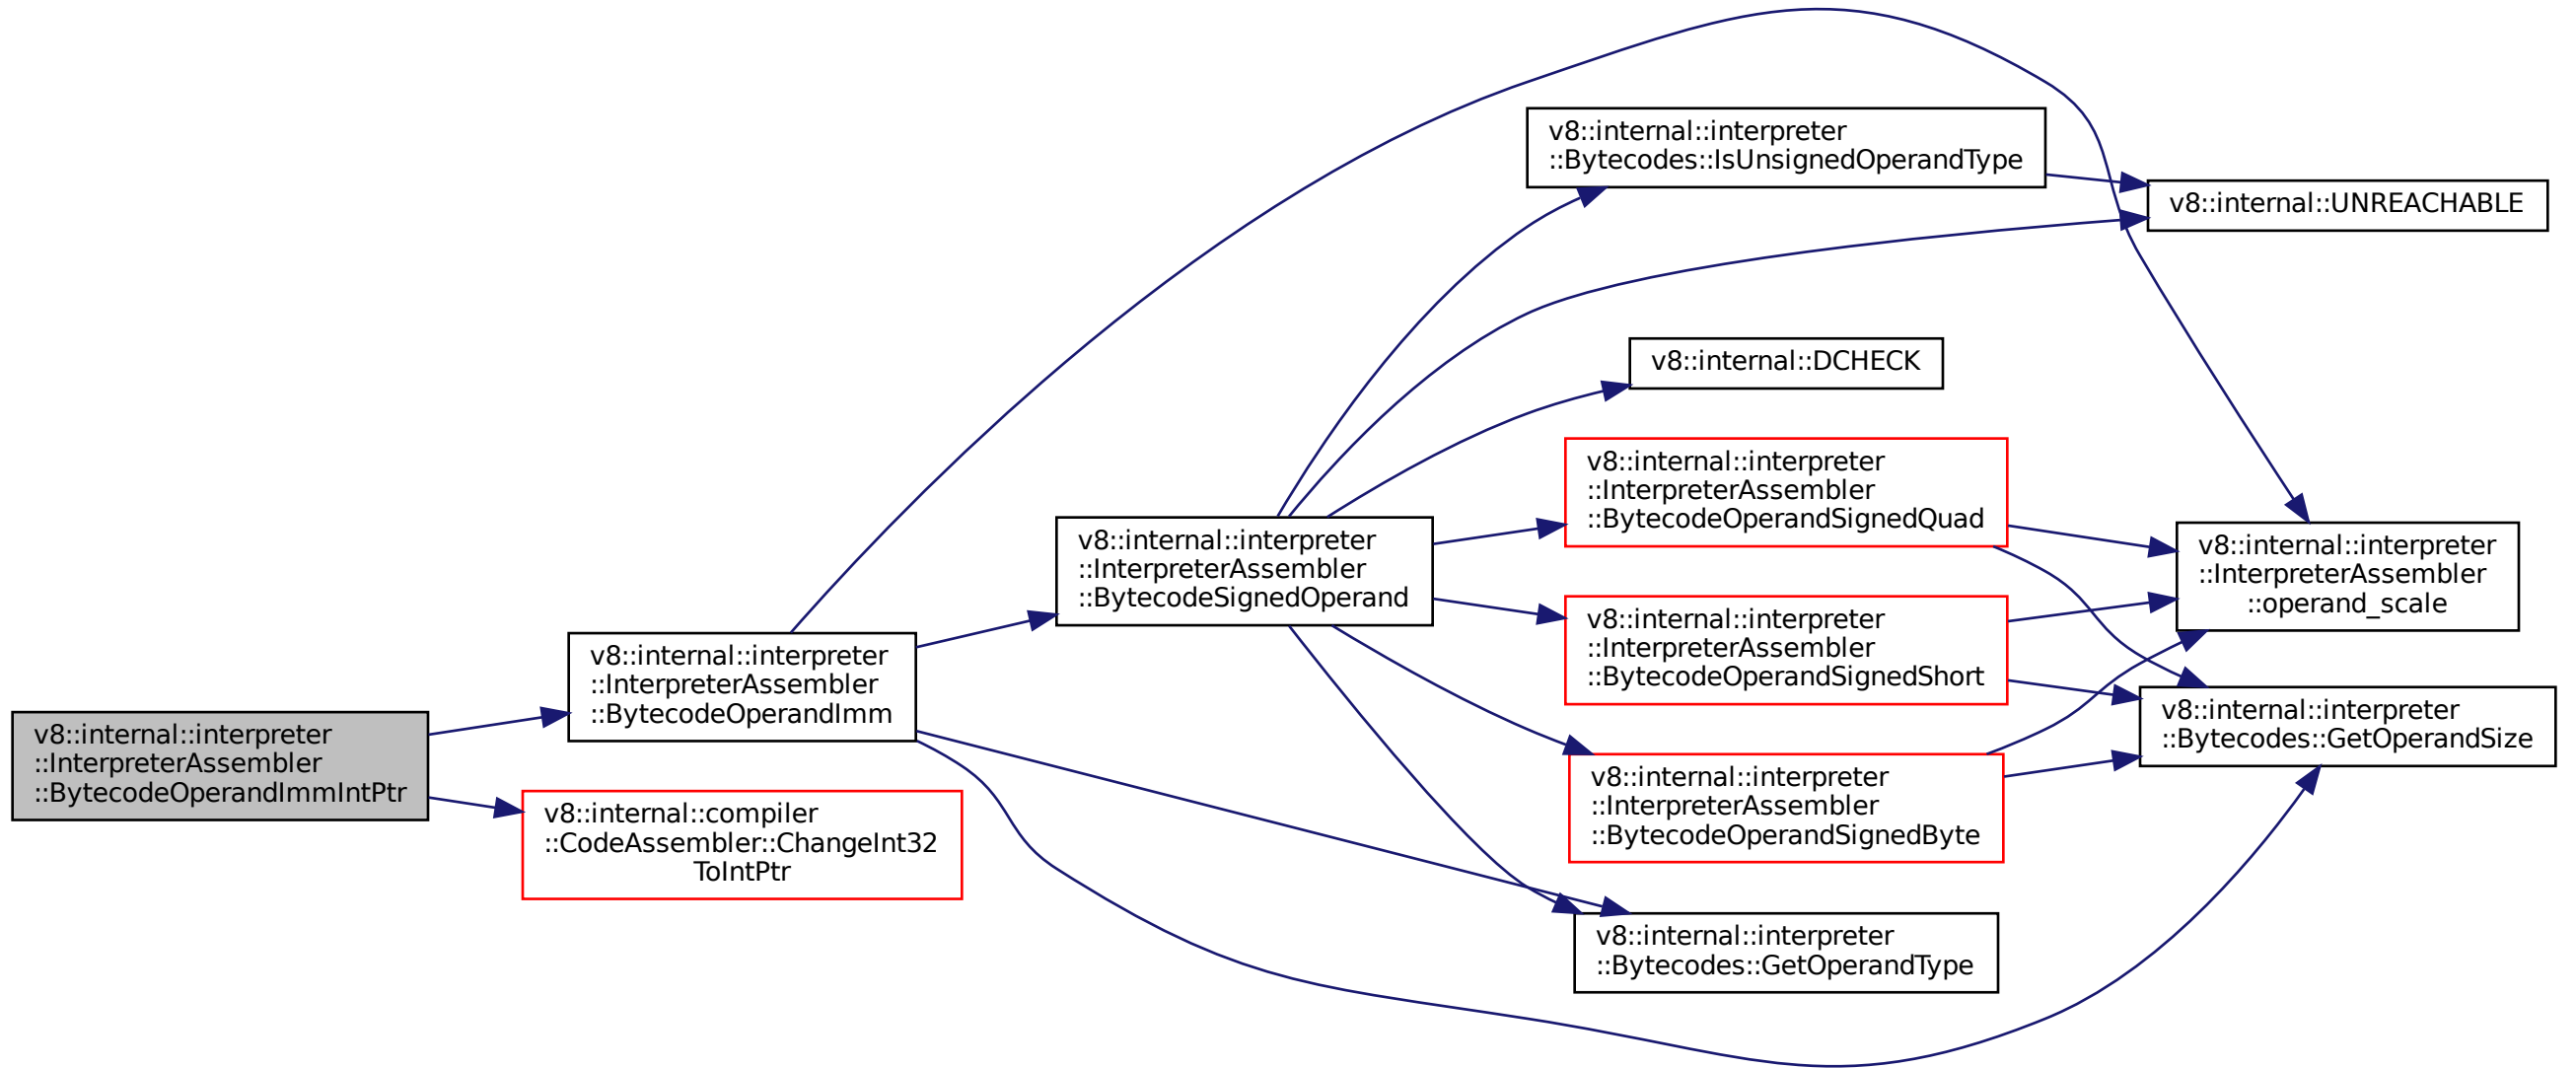 v8::internal::interpreter
::InterpreterAssembler
::BytecodeOperandImmIntPtr
v8::internal::interpreter
::InterpreterAssembler
::BytecodeOperandImm
v8::internal::compiler
::CodeAssembler::ChangeInt32
ToIntPtr
v8::internal::interpreter
::InterpreterAssembler
::BytecodeSignedOperand
v8::internal::interpreter
::Bytecodes::IsUnsignedOperandType
v8::internal::UNREACHABLE
v8::internal::DCHECK
v8::internal::interpreter
::InterpreterAssembler
::BytecodeOperandSignedQuad
v8::internal::interpreter
::InterpreterAssembler
::BytecodeOperandSignedShort
v8::internal::interpreter
::InterpreterAssembler
::BytecodeOperandSignedByte
v8::internal::interpreter
::Bytecodes::GetOperandType
v8::internal::interpreter
::InterpreterAssembler
::operand_scale
v8::internal::interpreter
::Bytecodes::GetOperandSize